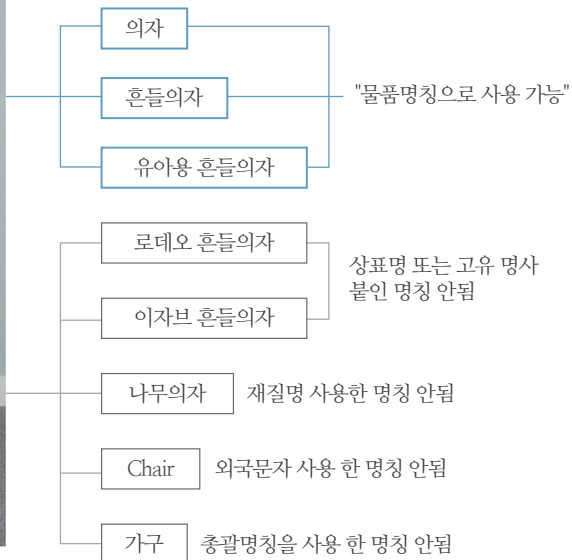 의자
흔들의자
"물품명칭으로 사용 가능"
유아용 흔들의자
로데오 흔들의자
상표명 또는 고유 명사
붙인 명칭 안됨
이자브 흔들의자
나무의자 재질명 사용한 명칭 안됨
Chair 외국문자 사용 한 명칭 안됨
가구 총괄명칭을 사용 한 명칭 안됨